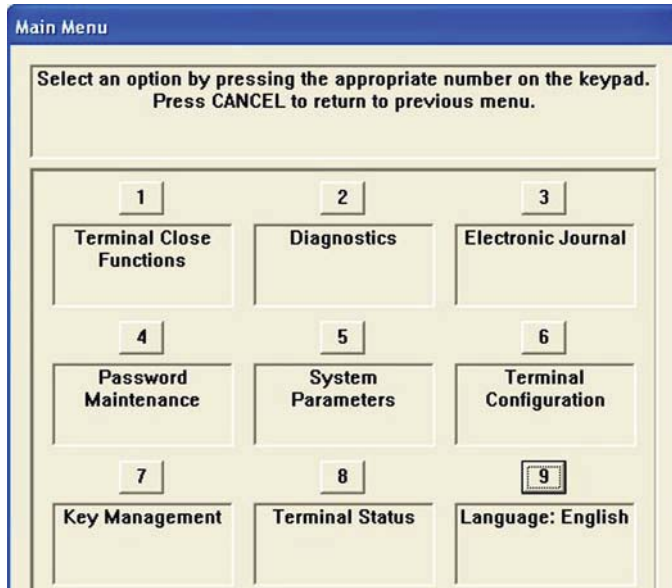 Main Menu
Select an option by pressing the appropriate number on the keypad.
Press CANCEL to return to previous menu.
1
2
3
Terminal Close
Functions
Diagnostics
Electronic Journal
4
5
6
Password
Maintenance
System
Parameters
Terminal
Configuration
7
8
9
Key Management
Terminal Status
Language: English